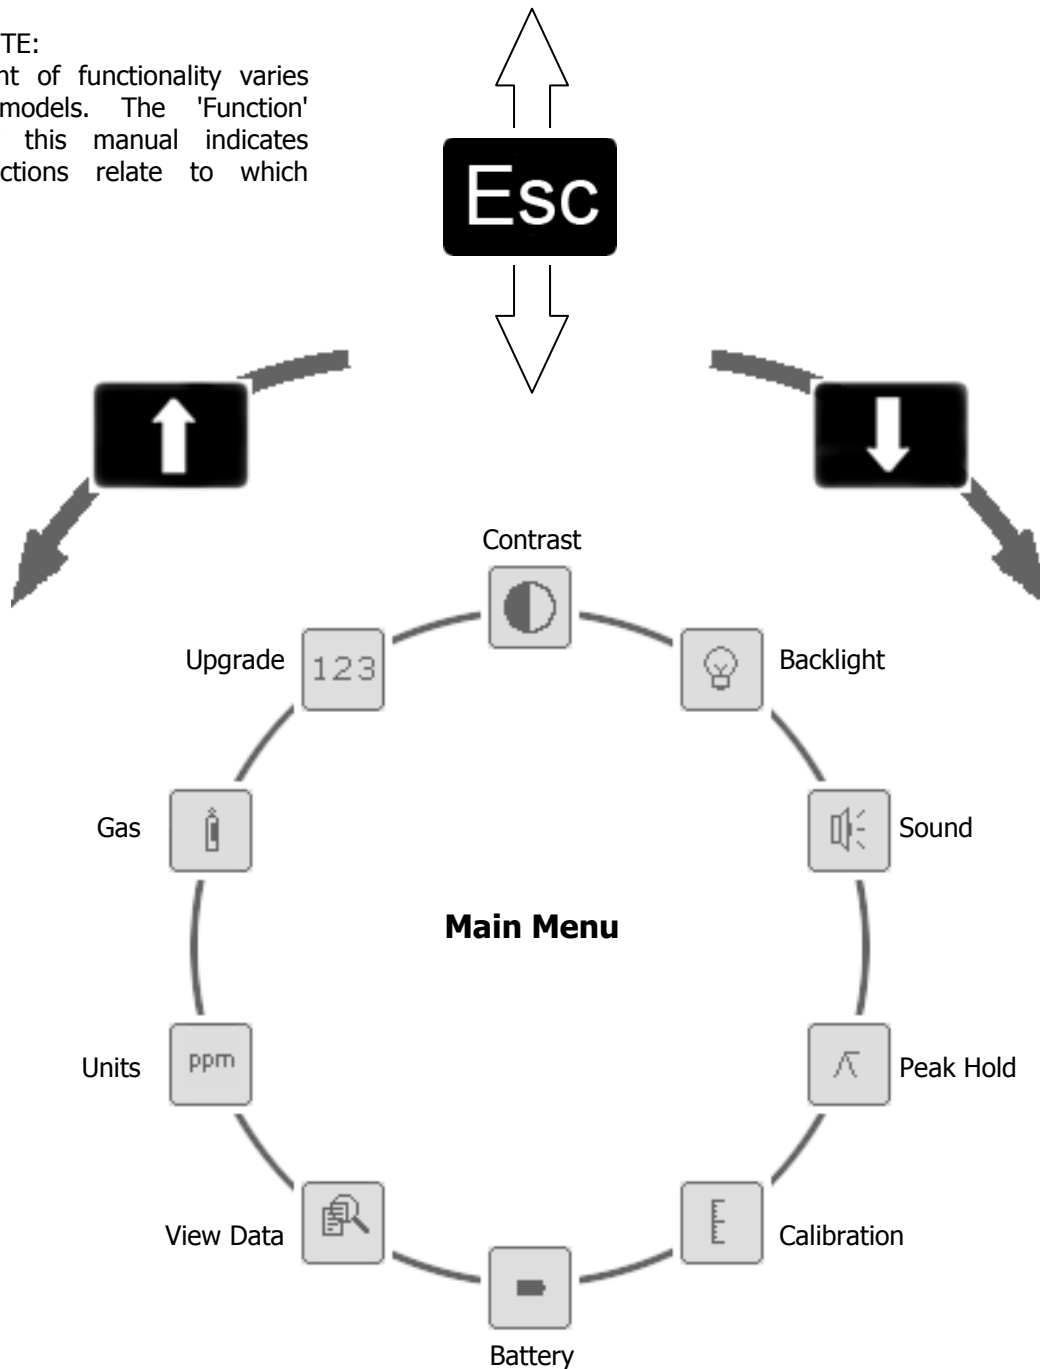 TE:
nt of functionality varies
models. The 'Function'
this manual indicates
ctions relate to which
Esc
Contrast
Upgrade
123
Backlight
Gas
Sound
Main Menu
Units
ppm
Peak Hold
View Data
Calibration
Battery